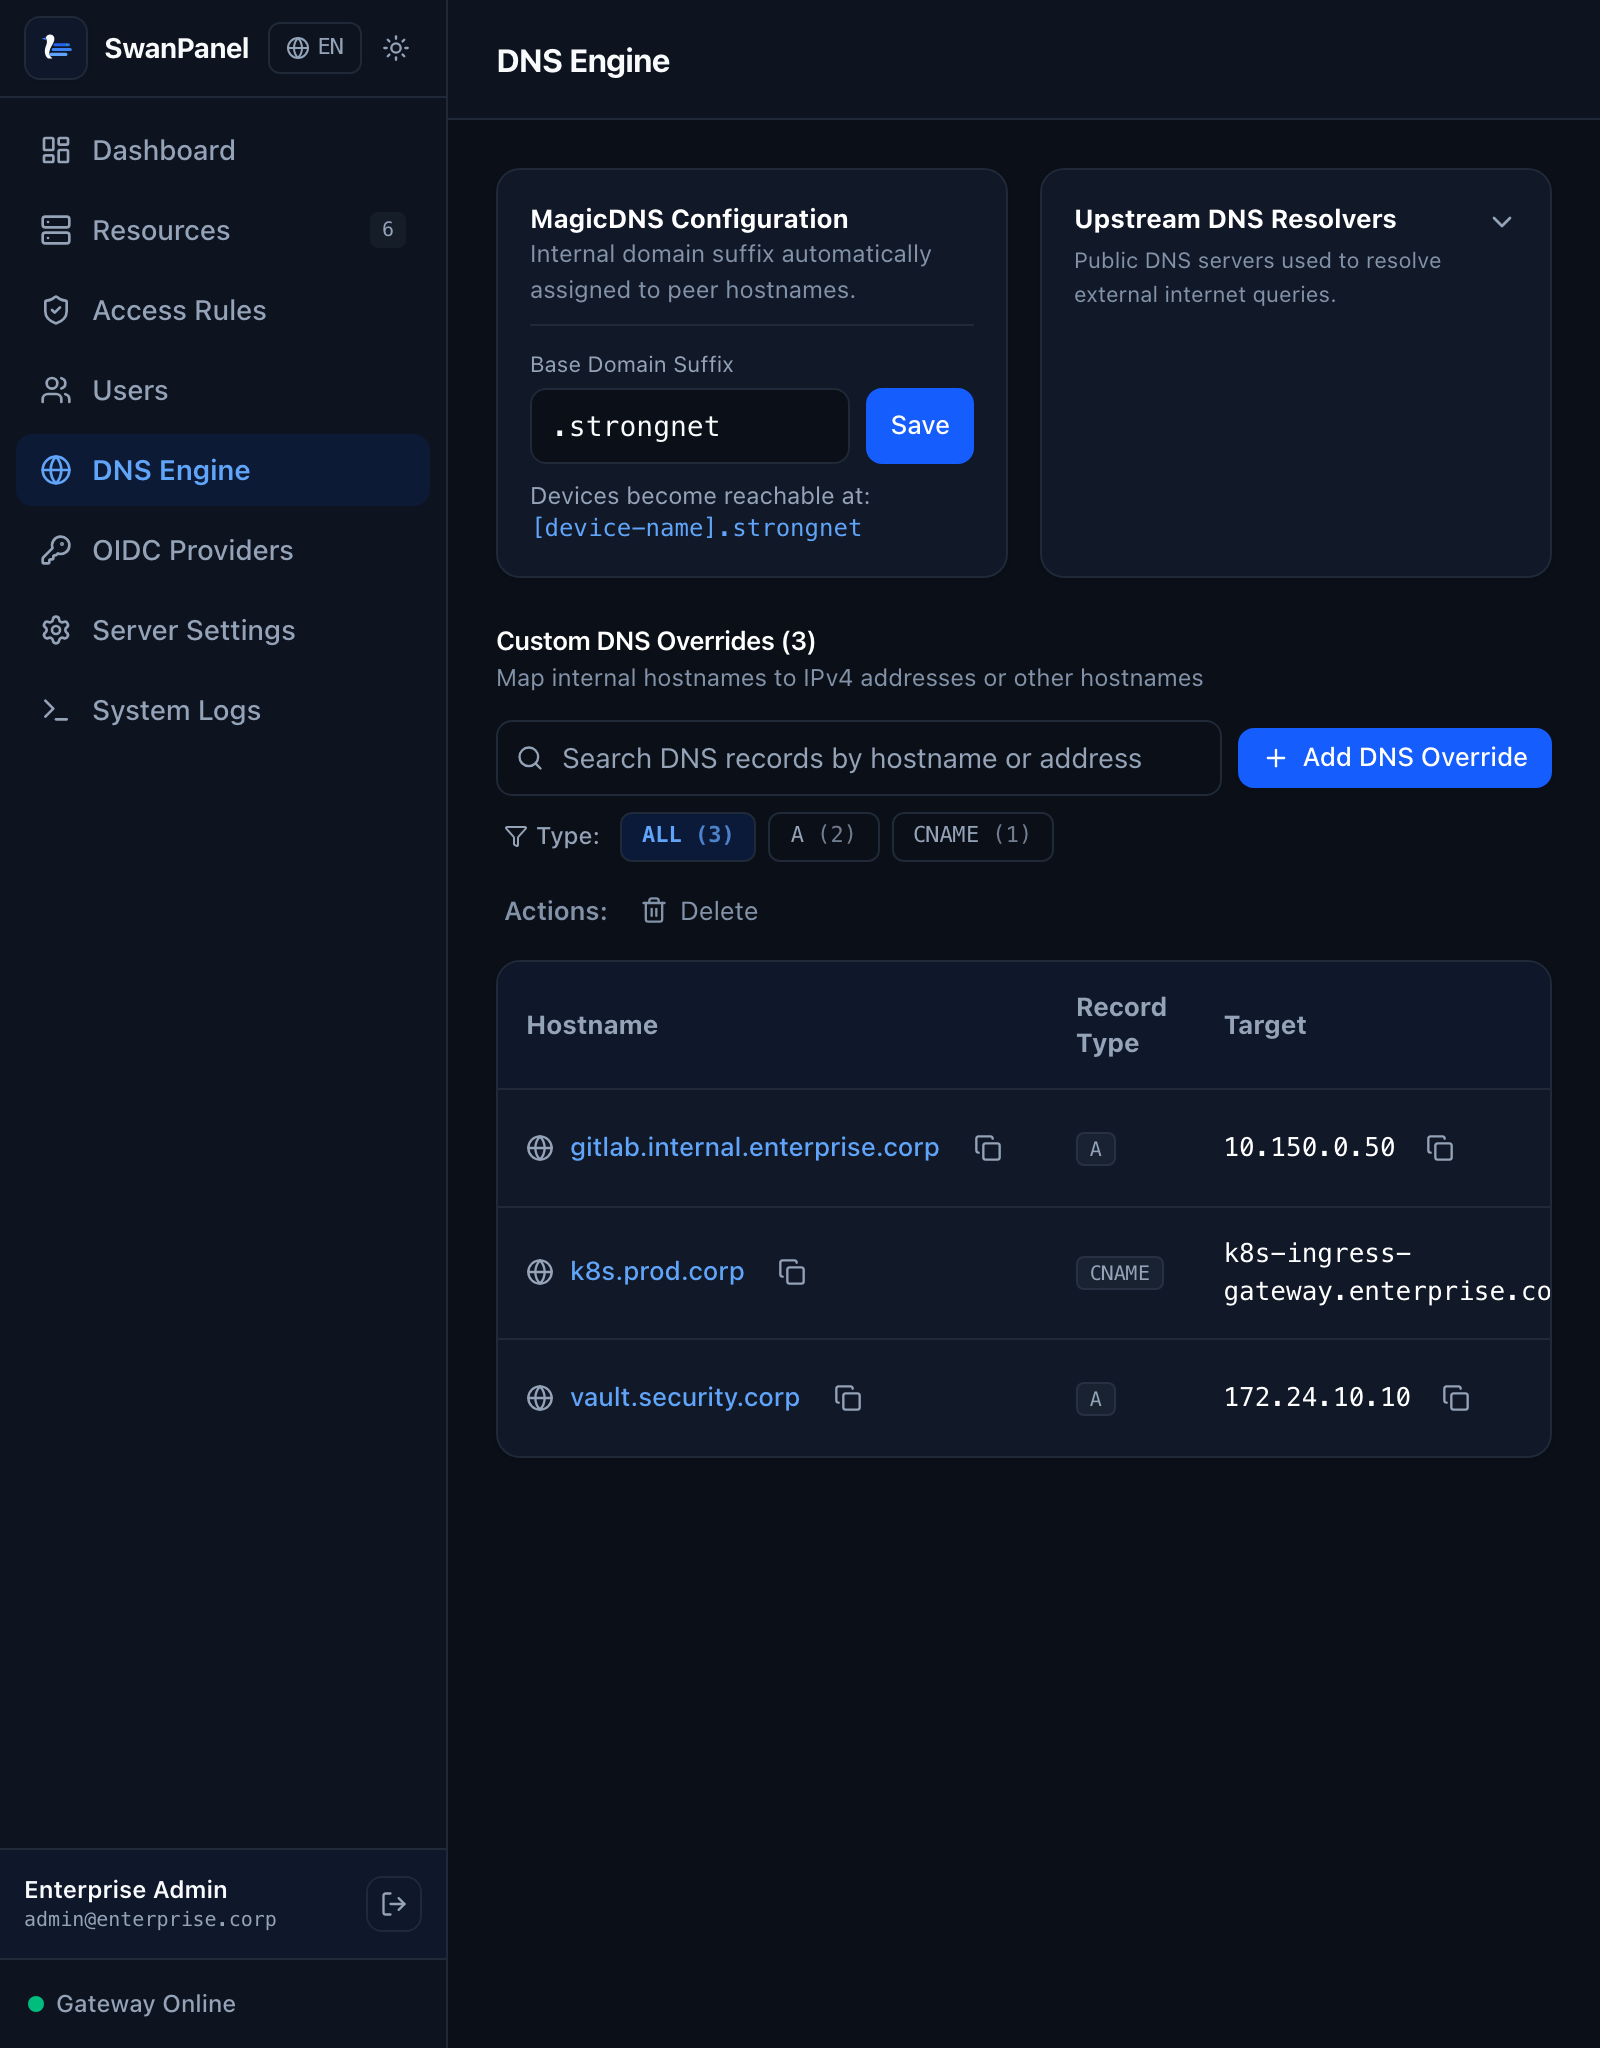 SwanPanel
EN
Dashboard
Resources
6
Access Rules
Users
DNS Engine
OIDC Providers
Server Settings
System Logs
Enterprise Admin
admin@enterprise.corp
Gateway Online
DNS Engine
MagicDNS Configuration
Internal domain suffix automatically
assigned to peer hostnames.
Base Domain Suffix
.strongnet
Save
Devices become reachable at:
[device-name].strongnet
Upstream DNS Resolvers
Public DNS servers used to resolve
external internet queries.
Custom DNS Overrides (3)
Map internal hostnames to IPv4 addresses or other hostnames
Search DNS records by hostname or address
Add DNS Override
Type:
ALL (3)
A (2)
CNAME (1)
Actions:
Delete
Hostname
Record
Type
Target
gitlab.internal.enterprise.corp
A
10.150.0.50
k8s.prod.corp
CNAME
k8s-ingress-
gateway.enterprise.co
vault.security.corp
A
172.24.10.10